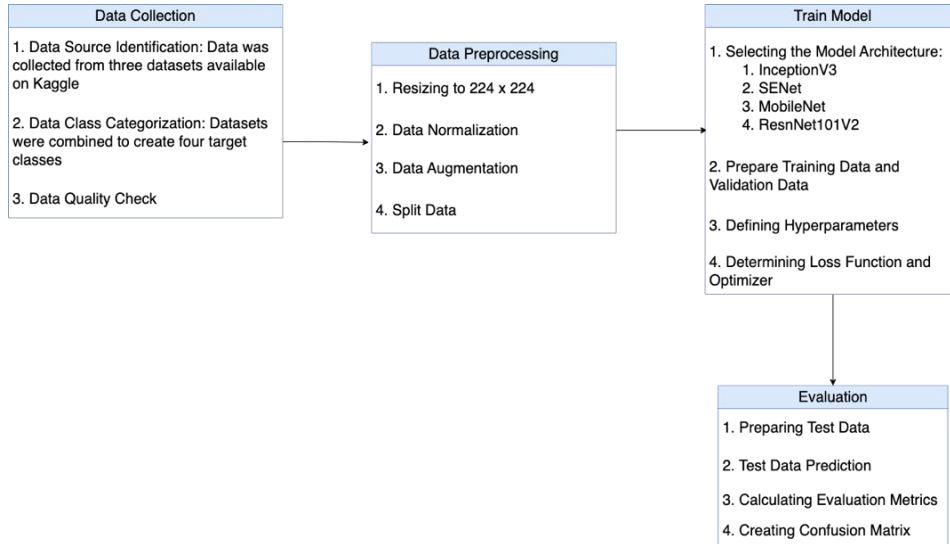 Data Collection
1. Data Source Identification: Data was
collected from three datasets available
on Kaggle
2. Data Class Categorization: Datasets
were combined to create four target
classes
3. Data Quality Check
Data Preprocessing
1. Resizing to 224 x 224
2. Data Normalization
3. Data Augmentation
4. Split Data
Train Model
1. Selecting the Model Architecture:
1. InceptionV3
2. SENet
3. MobileNet
4. ResnNet101V2
2. Prepare Training Data and
Validation Data
3. Defining Hyperparameters
4. Determining Loss Function and
Optimizer
Evaluation
1. Preparing Test Data
2. Test Data Prediction
3. Calculating Evaluation Metrics
4. Creating Confusion Matrix